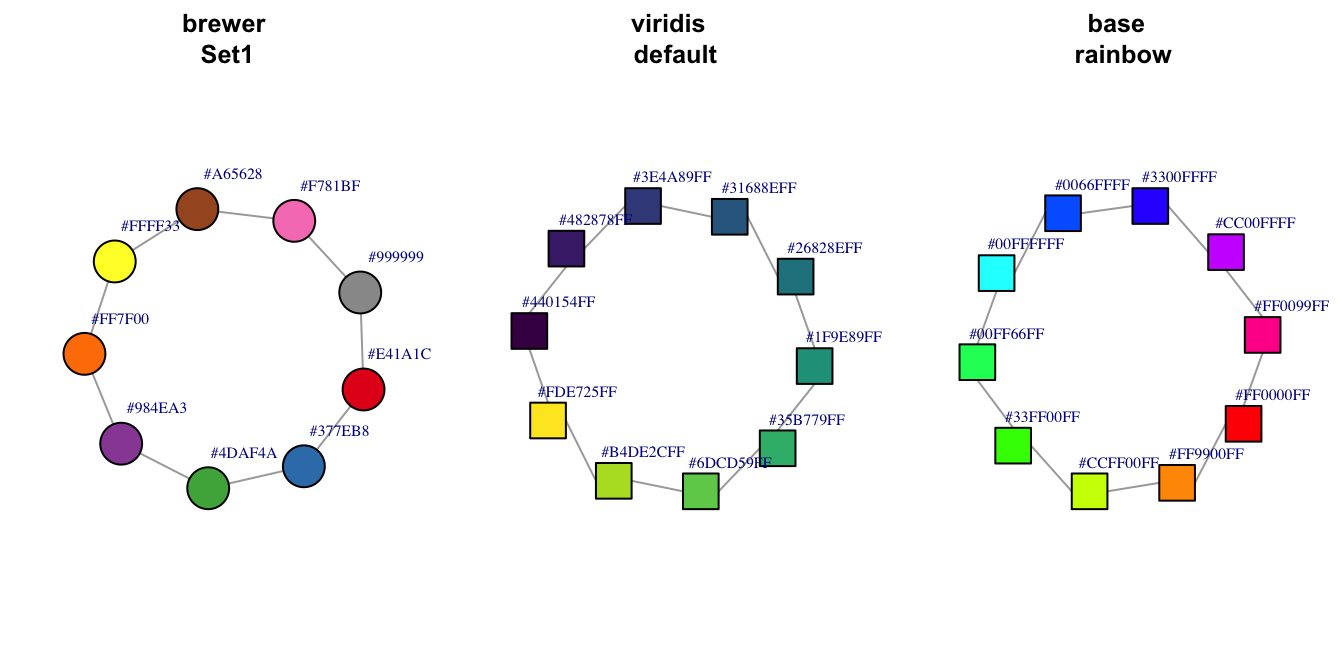 brewer
Set1
viridis
default
base
rainbow
#A65628
#F781BF
#FFFF33
#999999
#FF7F00
#E41A1C
#984EA3
#377EB8
#4DAF4A
#3E4A89FF
#31688EFF
#482878FF
#26828EFF
#440154FF
#1F9E89FF
#FDE725FF
#35B779FF
#B4DE2CFF
#6DCD59FF
#3300FFFF
#0066FFFF
#CC00FFFF
#00FFFFFF
#FF0099FF
#00FF66FF
#FF0000FF
#33FF00FF
#FF9900FF
#CCFF00FF